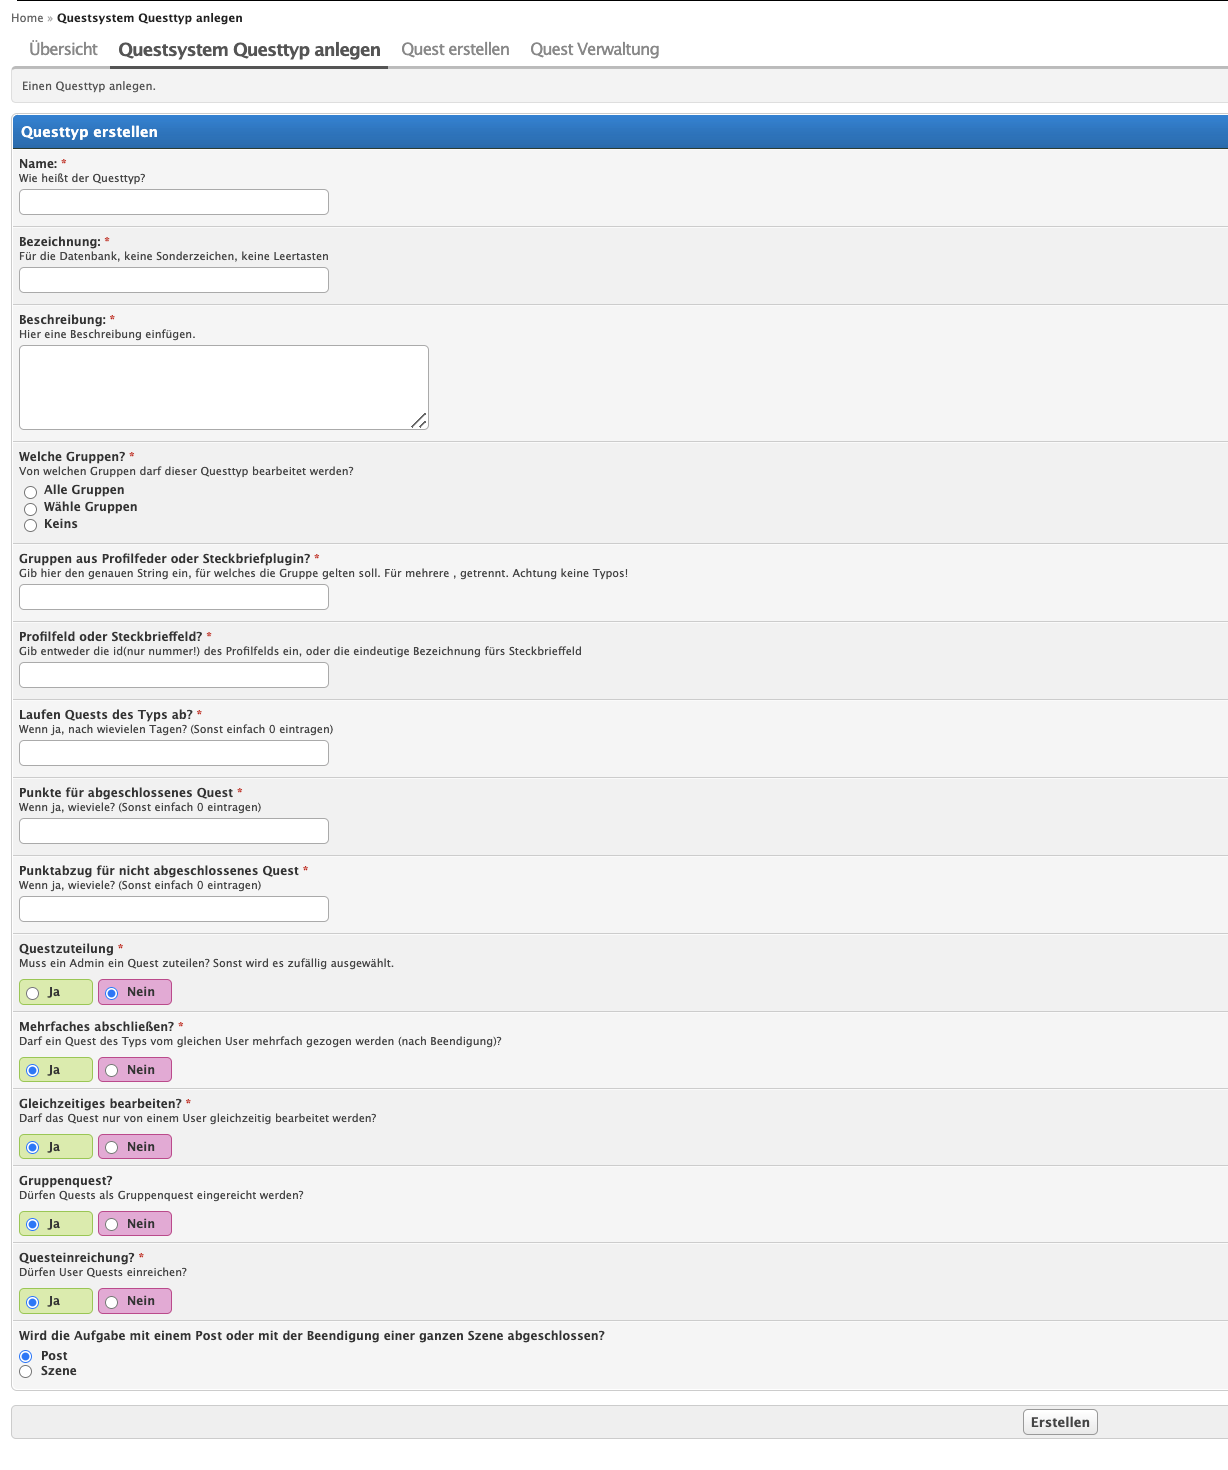 Home » Questsystem Questtyp anlegen
Übersicht Questsystem Questtyp anlegen Quest erstellen Quest Verwaltung
Einen Questtyp anlegen.
Questtyp erstellen
Name: *
Wie heißt der Questtyp?
Bezeichnung: *
Für die Datenbank, keine Sonderzeichen, keine Leertasten
Beschreibung: *
Hier eine Beschreibung einfügen.
Welche Gruppen? *
Von welchen Gruppen darf dieser Questtyp bearbeitet werden?
Alle Gruppen
Wähle Gruppen
Keins
Gruppen aus Profilfeder oder Steckbriefplugin? *
Gib hier den genauen String ein, für welches die Gruppe gelten soll. Für mehrere , getrennt. Achtung keine Typos!
Profilfeld oder Steckbrieffeld? *
Gib entweder die id(nur nummer!) des Profilfelds ein, oder die eindeutige Bezeichnung fürs Steckbrieffeld
Laufen Quests des Typs ab? *
Wenn ja, nach wievielen Tagen? (Sonst einfach 0 eintragen)
Punkte für abgeschlossenes Quest *
Wenn ja, wieviele? (Sonst einfach 0 eintragen)
Punktabzug für nicht abgeschlossenes Quest *
Wenn ja, wieviele? (Sonst einfach 0 eintragen)
Questzuteilung *
Muss ein Admin ein Quest zuteilen? Sonst wird es zufällig ausgewählt.
Ja Nein
Mehrfaches abschließen? *
Darf ein Quest des Typs vom gleichen User mehrfach gezogen werden (nach Beendigung)?
Ja Nein
Gleichzeitiges bearbeiten? *
Darf das Quest nur von einem User gleichzeitig bearbeitet werden?
Ja Nein
Gruppenquest?
Dürfen Quests als Gruppenquest eingereicht werden?
Ja Nein
Questeinreichung? *
Dürfen User Quests einreichen?
Ja Nein
Wird die Aufgabe mit einem Post oder mit der Beendigung einer ganzen Szene abgeschlossen?
Post
Szene
Erstellen